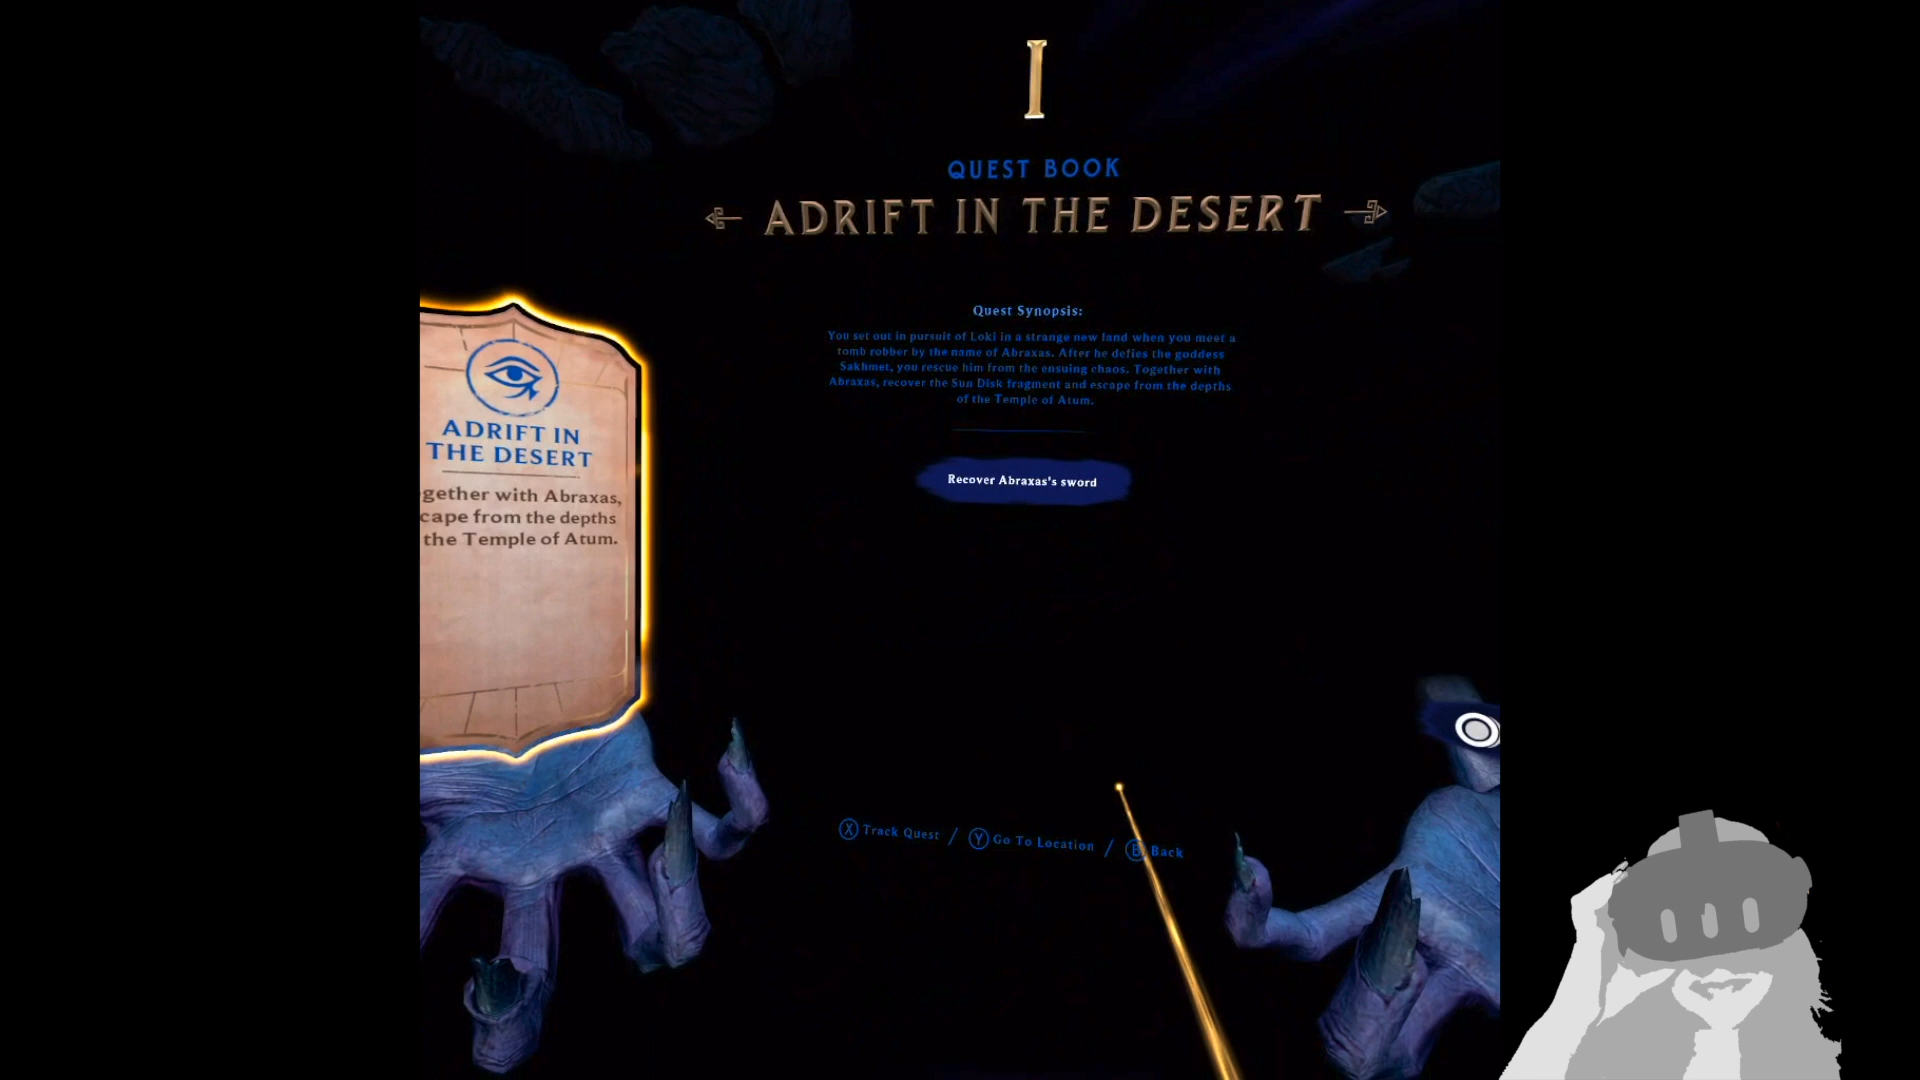 I
QUEST BOOK
ADRIFT IN THE DESERT
Quest Synopsis:
You set out in pursuit of Loki in a strange new land when you meet a
tomb robber by the name of Abraxas. After he defies the goddess
Sakhmet, you rescue him from the ensuing chaos. Together with
Abraxas, recover the Sun Disk fragment and escape from the depths
of the Temple of Atum.
Recover Abraxas's sword
X Track Quest / Y Go To Location / B Back
ADRIFT IN
THE DESERT
gether with Abraxas,
cape from the depths
the Temple of Atum.